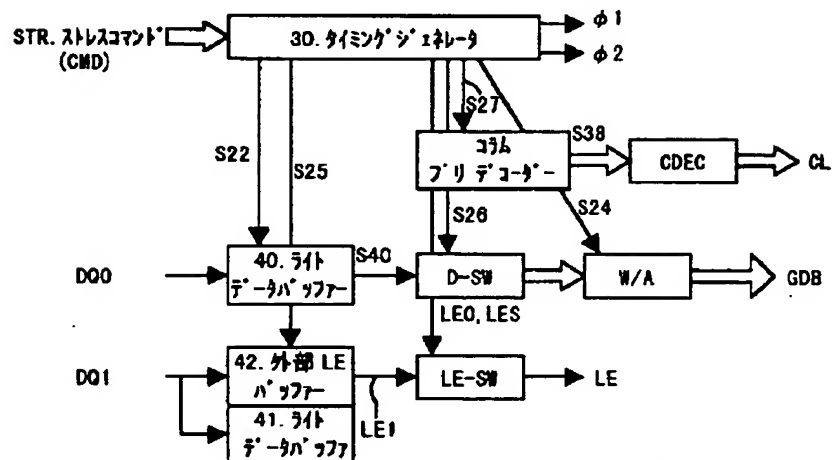 φ1
STR. ストレスコマンド
(CMD)
30. タイミングジェネレータ
φ2
S27
S38
コラム
プリ デコーダー
CDEC
CL
S22
S25
S26
S24
S40
DQ0
40. ライト
データバッファー
D-SW
W/A
GDB
LE0, LES
DQ1
42. 外部 LE
バッファー
LE-SW
LE
LE1
41. ライト
データバッファ